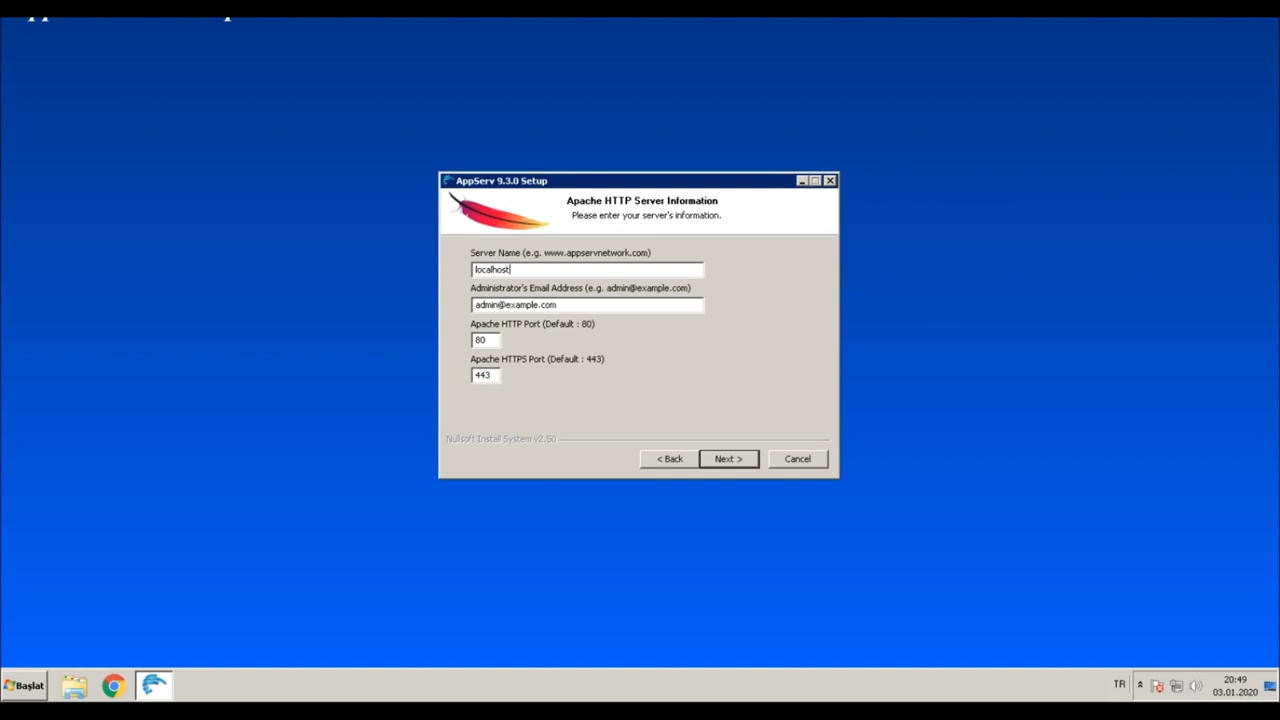 AppServ 9.3.0 Setup
Apache HTTP Server Information
Please enter your server's information.
Server Name (e.g. www.appservnetwork.com)
localhost
Administrator's Email Address (e.g. admin@example.com)
admin@example.com
Apache HTTP Port (Default : 80)
80
Apache HTTPS Port (Default : 443)
443
Nullsoft Install System v2.50
< Back
Next >
Cancel
Başlat
TR
20:49
03.01.2020